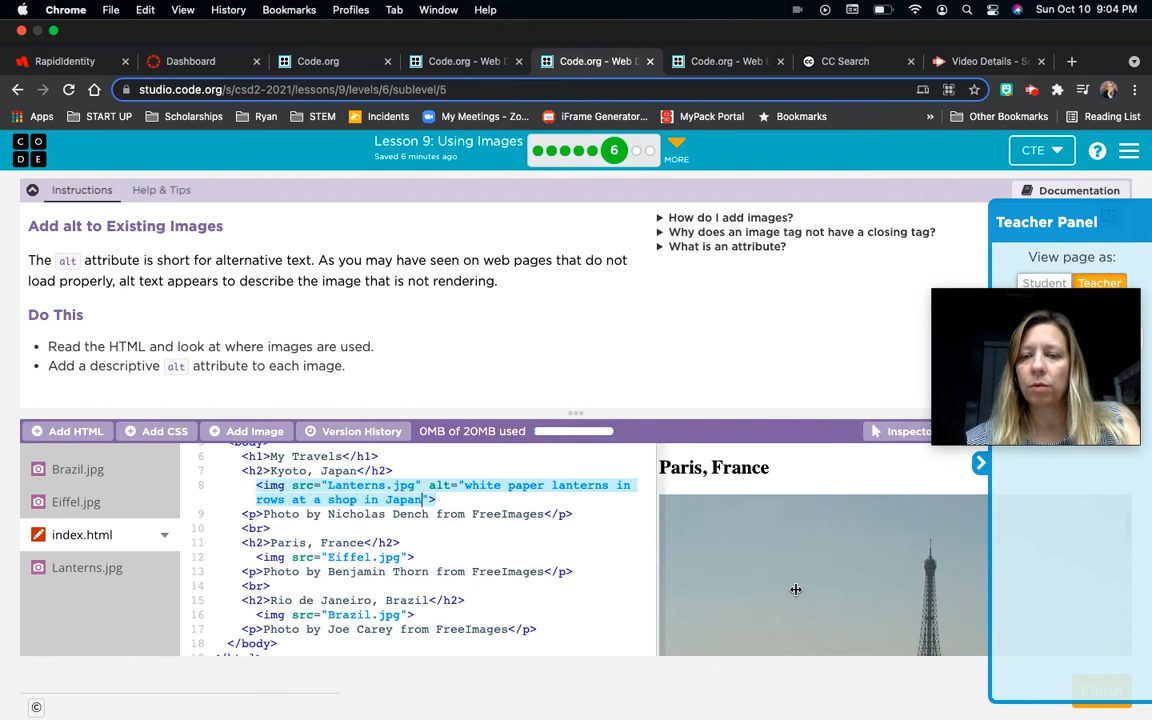 Chrome File Edit View History Bookmarks Profiles Tab Window Help Sun Oct 10 9:04 PM
RapidIdentity Dashboard Code.org Code.org - Web D Code.org - Web D Code.org - Web D CC Search Video Details - Sc
studio.code.org/s/csd2-2021/lessons/9/levels/6/sublevel/5
Apps START UP Scholarships Ryan STEM Incidents My Meetings - Zo... iFrame Generator... MyPack Portal Bookmarks » Other Bookmarks Reading List
CO
DE
Lesson 9: Using Images
Saved 6 minutes ago
6
MORE
CTE
?
Instructions Help & Tips Documentation
Add alt to Existing Images
The alt attribute is short for alternative text. As you may have seen on web pages that do not
load properly, alt text appears to describe the image that is not rendering.
Do This
• Read the HTML and look at where images are used.
• Add a descriptive alt attribute to each image.
How do I add images?
Why does an image tag not have a closing tag?
What is an attribute?
Teacher Panel
View page as:
Student Teacher
Add HTML Add CSS Add Image Version History 0MB of 20MB used Inspecto
Brazil.jpg
Eiffel.jpg
index.html
Lanterns.jpg
5 <body>
6 <h1>My Travels</h1>
7 <h2>Kyoto, Japan</h2>
8 <img src="Lanterns.jpg" alt="white paper lanterns in
rows at a shop in Japan">
9 <p>Photo by Nicholas Dench from FreeImages</p>
10 <br>
11 <h2>Paris, France</h2>
12 <img src="Eiffel.jpg">
13 <p>Photo by Benjamin Thorn from FreeImages</p>
14 <br>
15 <h2>Rio de Janeiro, Brazil</h2>
16 <img src="Brazil.jpg">
17 <p>Photo by Joe Carey from FreeImages</p>
18 </body>
19 </html>
Paris, France
Finish
©